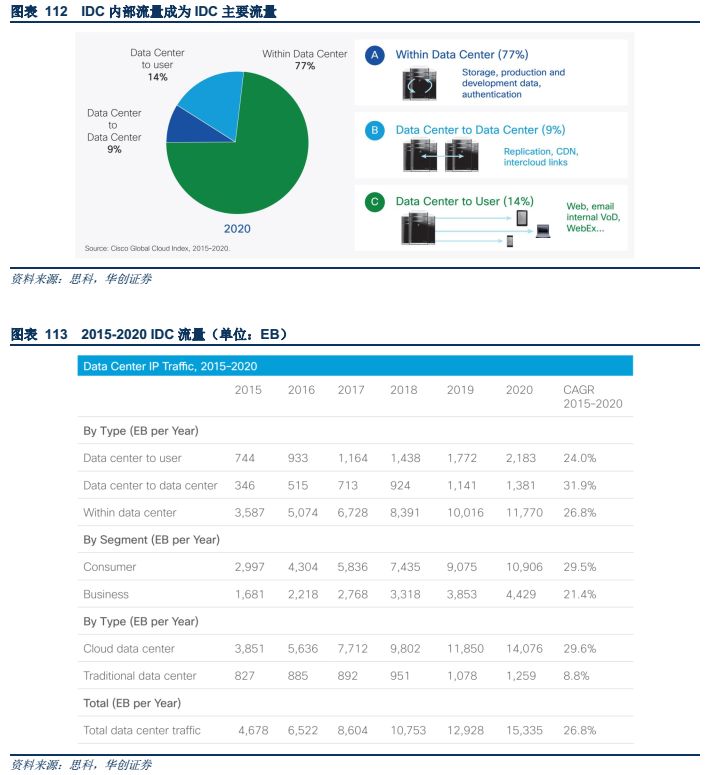 图表 112 IDC 内部流量成为 IDC 主要流量
Data Center
to user
14%
Within Data Center
77%
Data Center
to
Data Center
9%
2020
Source: Cisco Global Cloud Index, 2015-2020.
A Within Data Center (77%)
Storage, production and
development data,
authentication
B Data Center to Data Center (9%)
Replication, CDN,
intercloud links
C Data Center to User (14%)
Web, email
internal VoD,
WebEx...
资料来源：思科，华创证券
图表 113 2015-2020 IDC 流量（单位：EB）
Data Center IP Traffic, 2015–2020
2015 2016 2017 2018 2019 2020 CAGR
2015–2020
By Type (EB per Year)
Data center to user 744 933 1,164 1,438 1,772 2,183 24.0%
Data center to data center 346 515 713 924 1,141 1,381 31.9%
Within data center 3,587 5,074 6,728 8,391 10,016 11,770 26.8%
By Segment (EB per Year)
Consumer 2,997 4,304 5,836 7,435 9,075 10,906 29.5%
Business 1,681 2,218 2,768 3,318 3,853 4,429 21.4%
By Type (EB per Year)
Cloud data center 3,851 5,636 7,712 9,802 11,850 14,076 29.6%
Traditional data center 827 885 892 951 1,078 1,259 8.8%
Total (EB per Year)
Total data center traffic 4,678 6,522 8,604 10,753 12,928 15,335 26.8%
资料来源：思科，华创证券